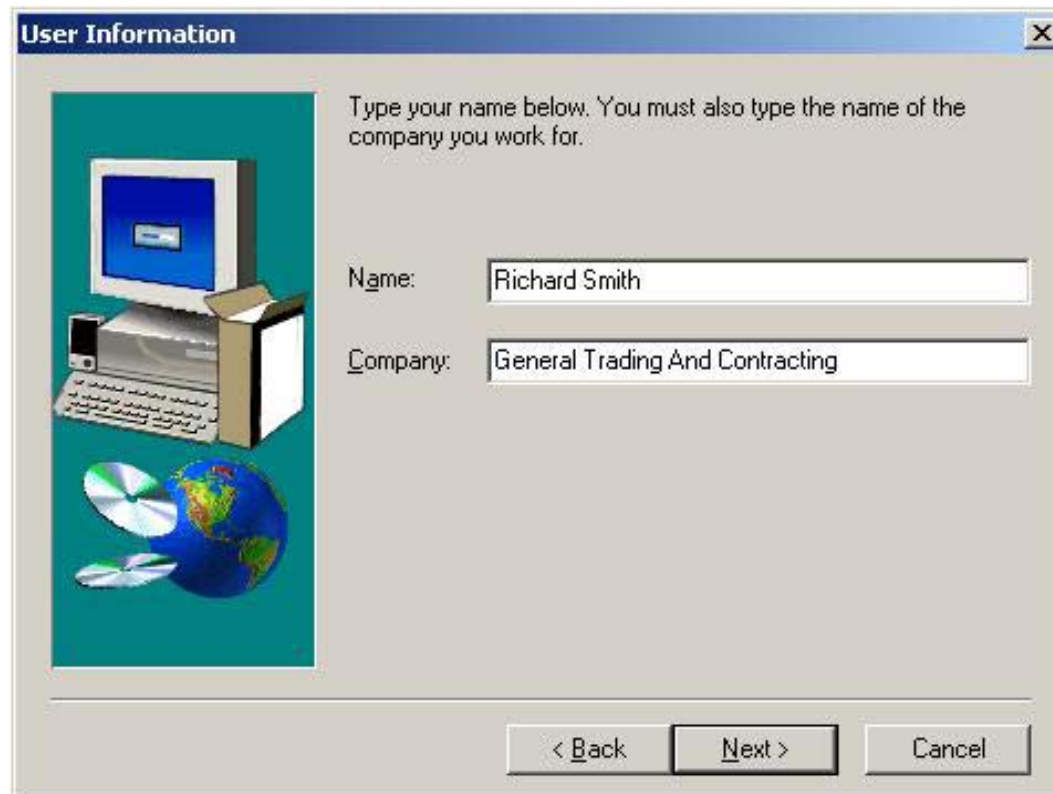 User Information
Type your name below. You must also type the name of the
company you work for.
Name: Richard Smith
Company: General Trading And Contracting
< Back Next > Cancel